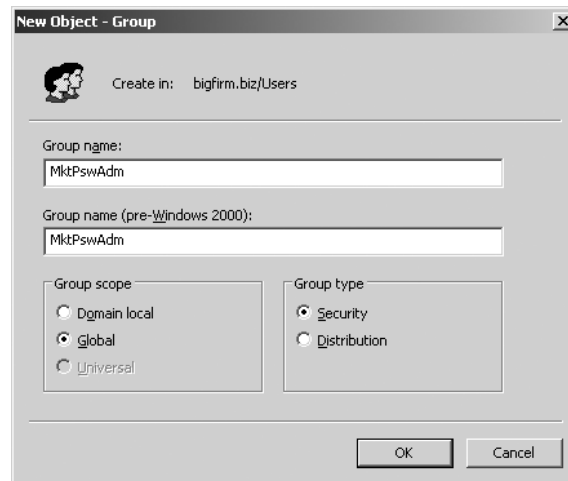 New Object - Group
Create in: bigfirm.biz/Users
Group name:
MktPswAdm
Group name (pre-Windows 2000):
MktPswAdm
Group scope
Domain local
Global
Universal
Group type
Security
Distribution
OK
Cancel